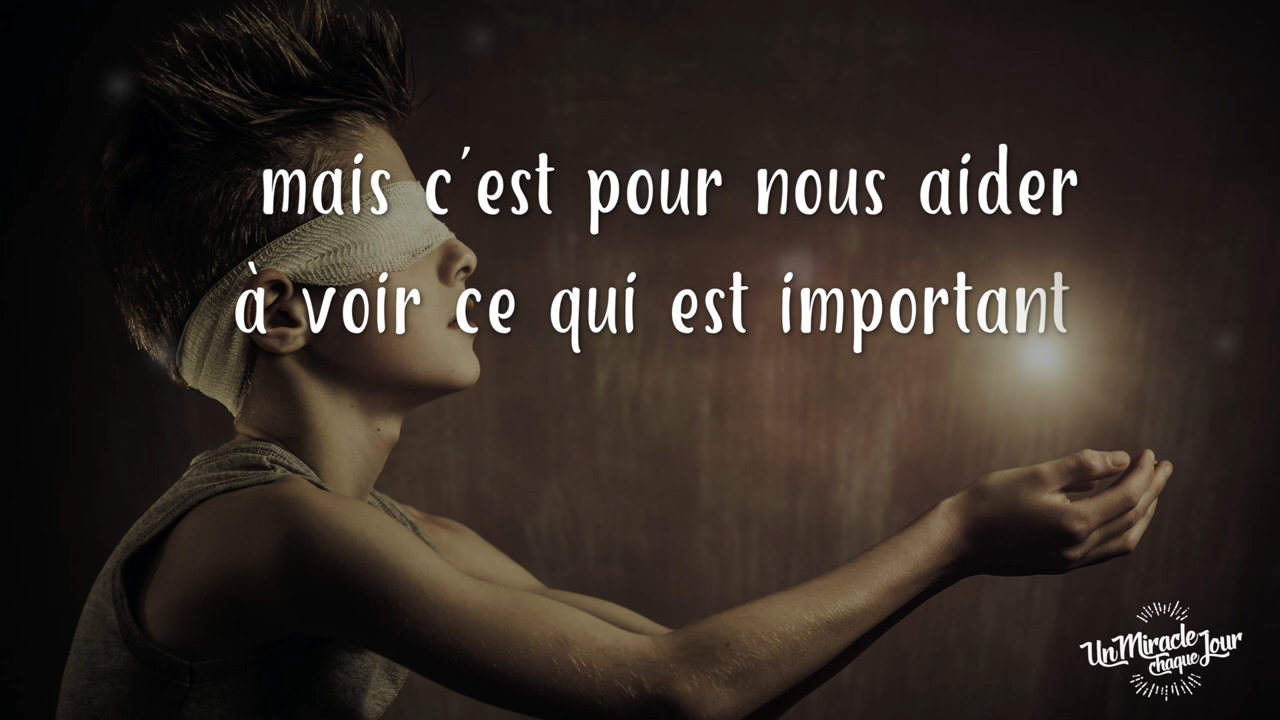 mais c'est pour nous aider
à voir ce qui est important
Un Miracle
chaque Jour